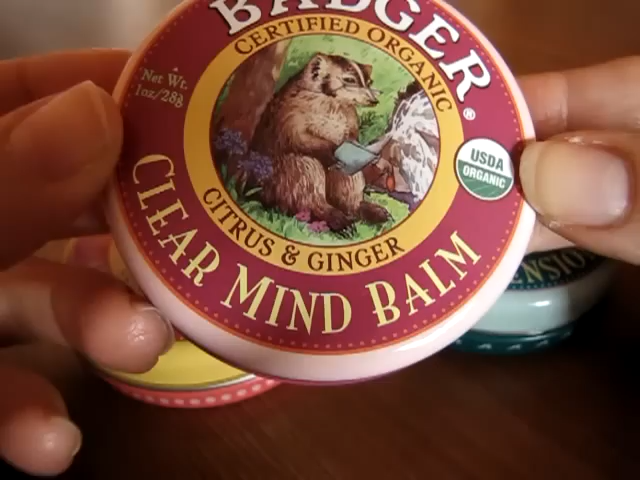 BADGER®
CERTIFIED ORGANIC
Net Wt.
1oz/28g
USDA
ORGANIC
CITRUS & GINGER
CLEAR MIND BALM